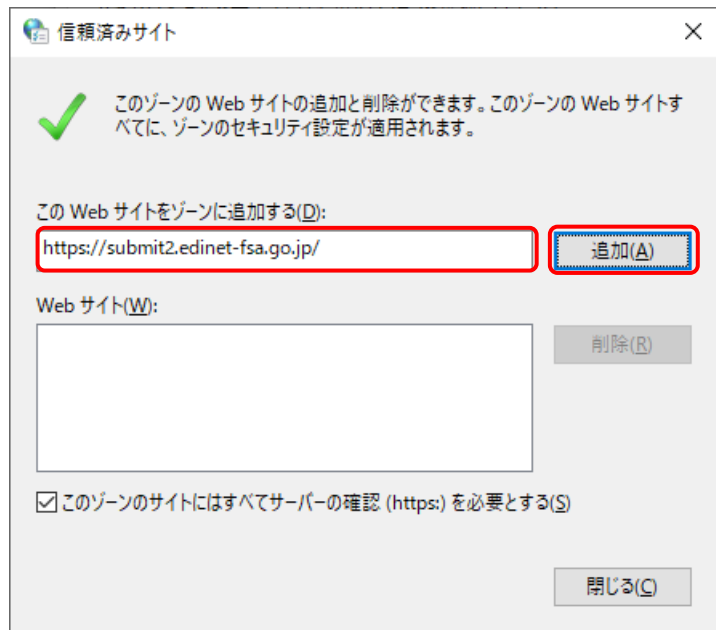 信頼済みサイト
このゾーンの Web サイトの追加と削除ができます。このゾーンの Web サイトす
べてに、ゾーンのセキュリティ設定が適用されます。
この Web サイトをゾーンに追加する(D):
https://submit2.edinet-fsa.go.jp/
追加(A)
Web サイト(W):
削除(R)
このゾーンのサイトにはすべてサーバーの確認 (https:) を必要とする(S)
閉じる(C)